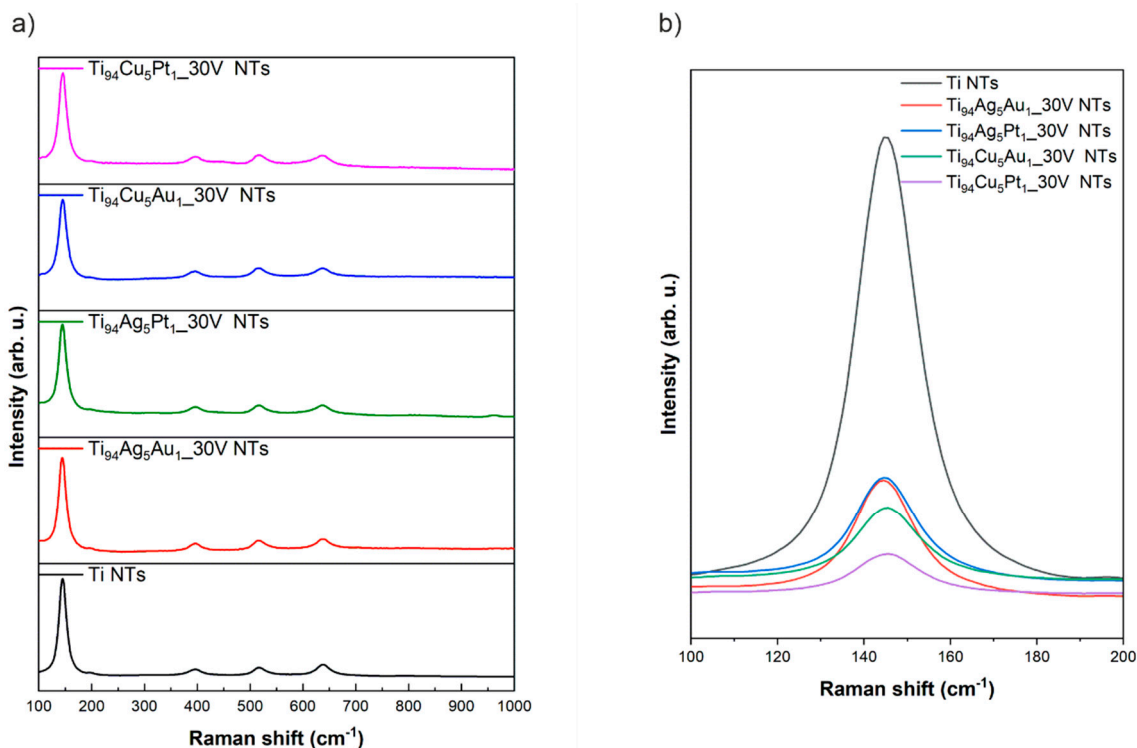 a)
Ti₉₄Cu₅Pt₁_30V NTs
Ti₉₄Cu₅Au₁_30V NTs
Ti₉₄Ag₅Pt₁_30V NTs
Ti₉₄Ag₅Au₁_30V NTs
Ti NTs
Intensity (arb. u.)
100 200 300 400 500 600 700 800 900 1000
Raman shift (cm⁻¹)
b)
Ti NTs
Ti₉₄Ag₅Au₁_30V NTs
Ti₉₄Ag₅Pt₁_30V NTs
Ti₉₄Cu₅Au₁_30V NTs
Ti₉₄Cu₅Pt₁_30V NTs
Intensity (arb. u.)
100 120 140 160 180 200
Raman shift (cm⁻¹)